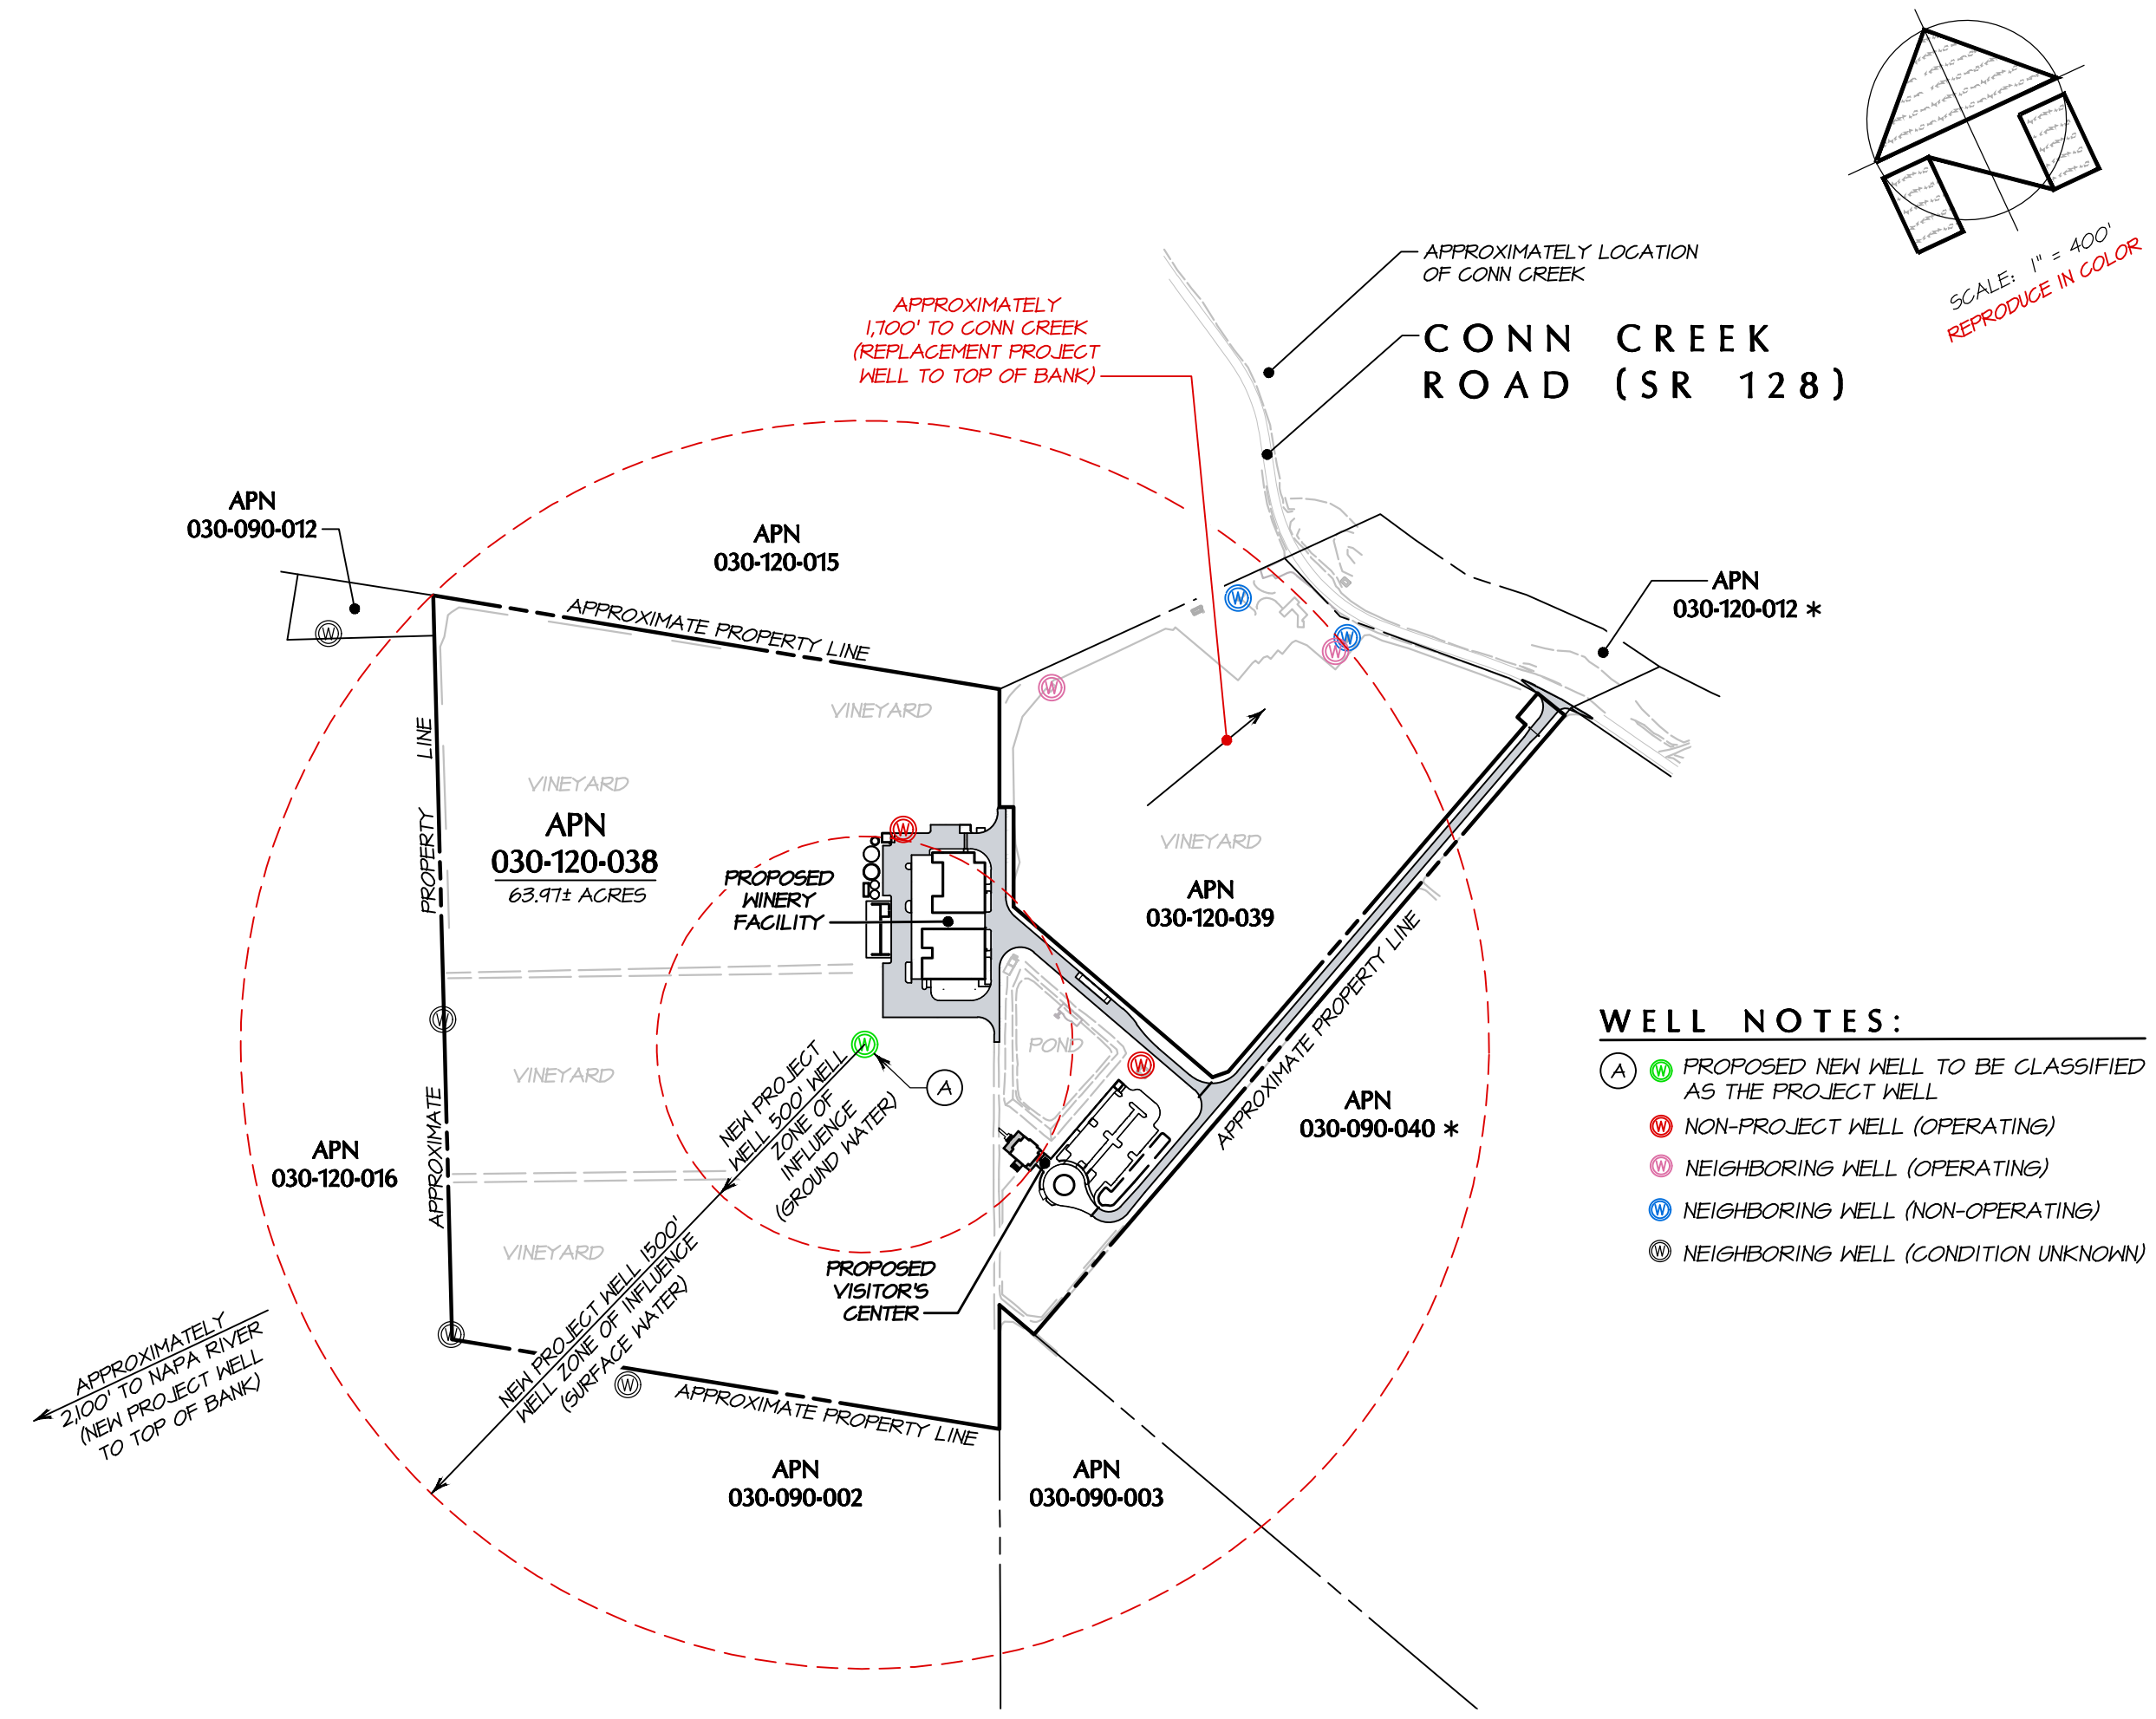 SCALE: 1" = 400'
REPRODUCE IN COLOR
APPROXIMATELY LOCATION
OF CONN CREEK
CONN CREEK
ROAD (SR 128)
APPROXIMATELY
1,700' TO CONN CREEK
(REPLACEMENT PROJECT
WELL TO TOP OF BANK)
APN
030-090-012
APN
030-120-015
APN
030-120-012 *
W
W
W
W
W
APPROXIMATE PROPERTY LINE
VINEYARD
APPROXIMATE PROPERTY LINE
VINEYARD
APN
030-120-038
63.97± ACRES
W
VINEYARD
PROPOSED
WINERY
FACILITY
APN
030-120-039
APPROXIMATE PROPERTY LINE
W
W
POND
W
A
VINEYARD
NEW PROJECT
WELL 500' WELL
ZONE OF
INFLUENCE
(GROUND WATER)
APN
030-090-040 *
APN
030-120-016
VINEYARD
NEW PROJECT WELL 1500'
WELL ZONE OF INFLUENCE
(SURFACE WATER)
PROPOSED
VISITOR'S
CENTER
APPROXIMATELY
2,100' TO NAPA RIVER
(NEW PROJECT WELL
TO TOP OF BANK)
W
W
APPROXIMATE PROPERTY LINE
APN
030-090-002
APN
030-090-003
WELL NOTES:
A W PROPOSED NEW WELL TO BE CLASSIFIED
AS THE PROJECT WELL
W NON-PROJECT WELL (OPERATING)
W NEIGHBORING WELL (OPERATING)
W NEIGHBORING WELL (NON-OPERATING)
W NEIGHBORING WELL (CONDITION UNKNOWN)